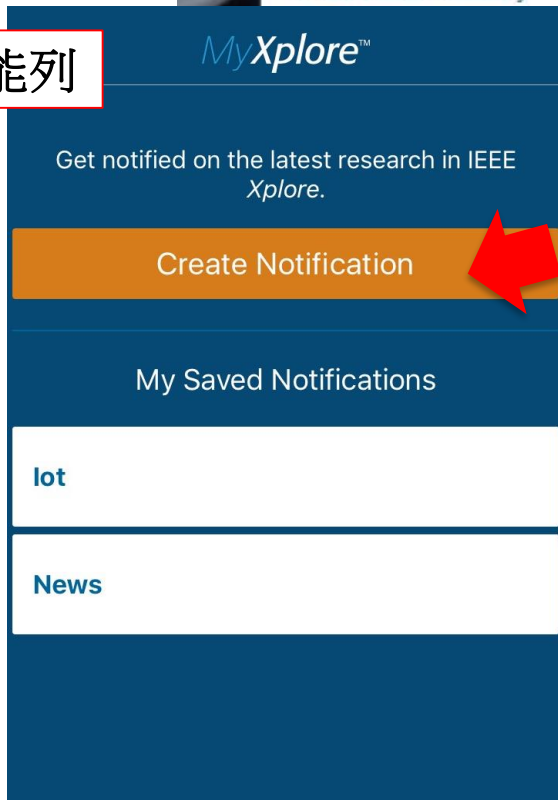 能列
MyXplore™
Get notified on the latest research in IEEE
Xplore.
Create Notification
My Saved Notifications
Iot
News